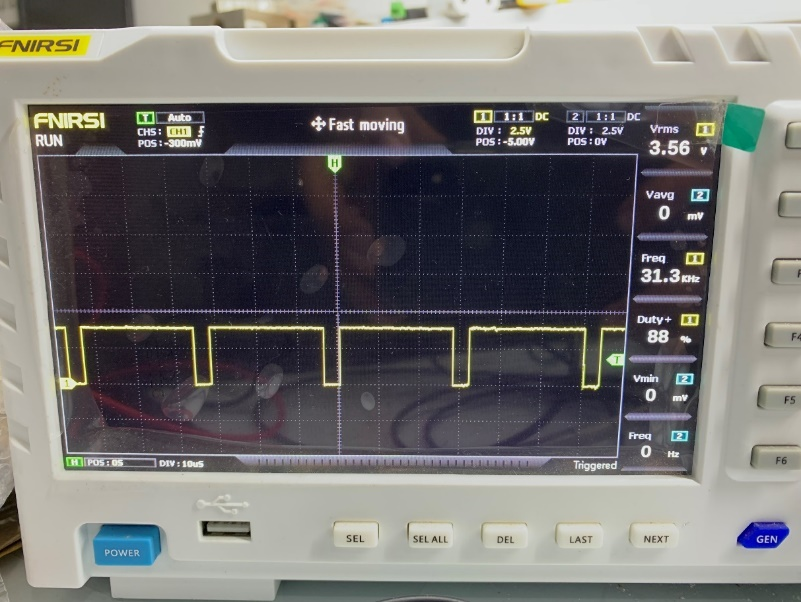 FNIRSI
FNIRSI
RUN
T Auto
CHS: CH1
POS:-300mV
Fast moving
1 1:1 DC
DIV: 2.5V
POS:-5.00V
2 1:1 DC
DIV: 2.5V
POS:0V
Vrms 1
3.56 V
Vavg 2
0 mV
Freq 1
31.3KHz
Duty+ 1
88 %
Vmin 2
0 mV
Freq 2
0 Hz
H
T
1
H POS:0S DIV:10uS
Triggered
F4
F5
F6
POWER
SEL
SEL ALL
DEL
LAST
NEXT
GEN